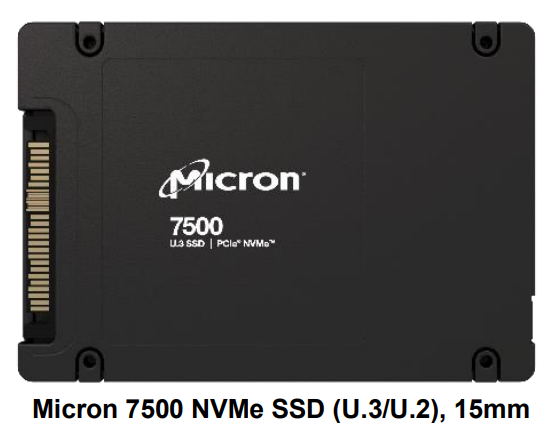 Micron
7500
U.3 SSD | PCIe® NVMe™
Micron 7500 NVMe SSD (U.3/U.2), 15mm